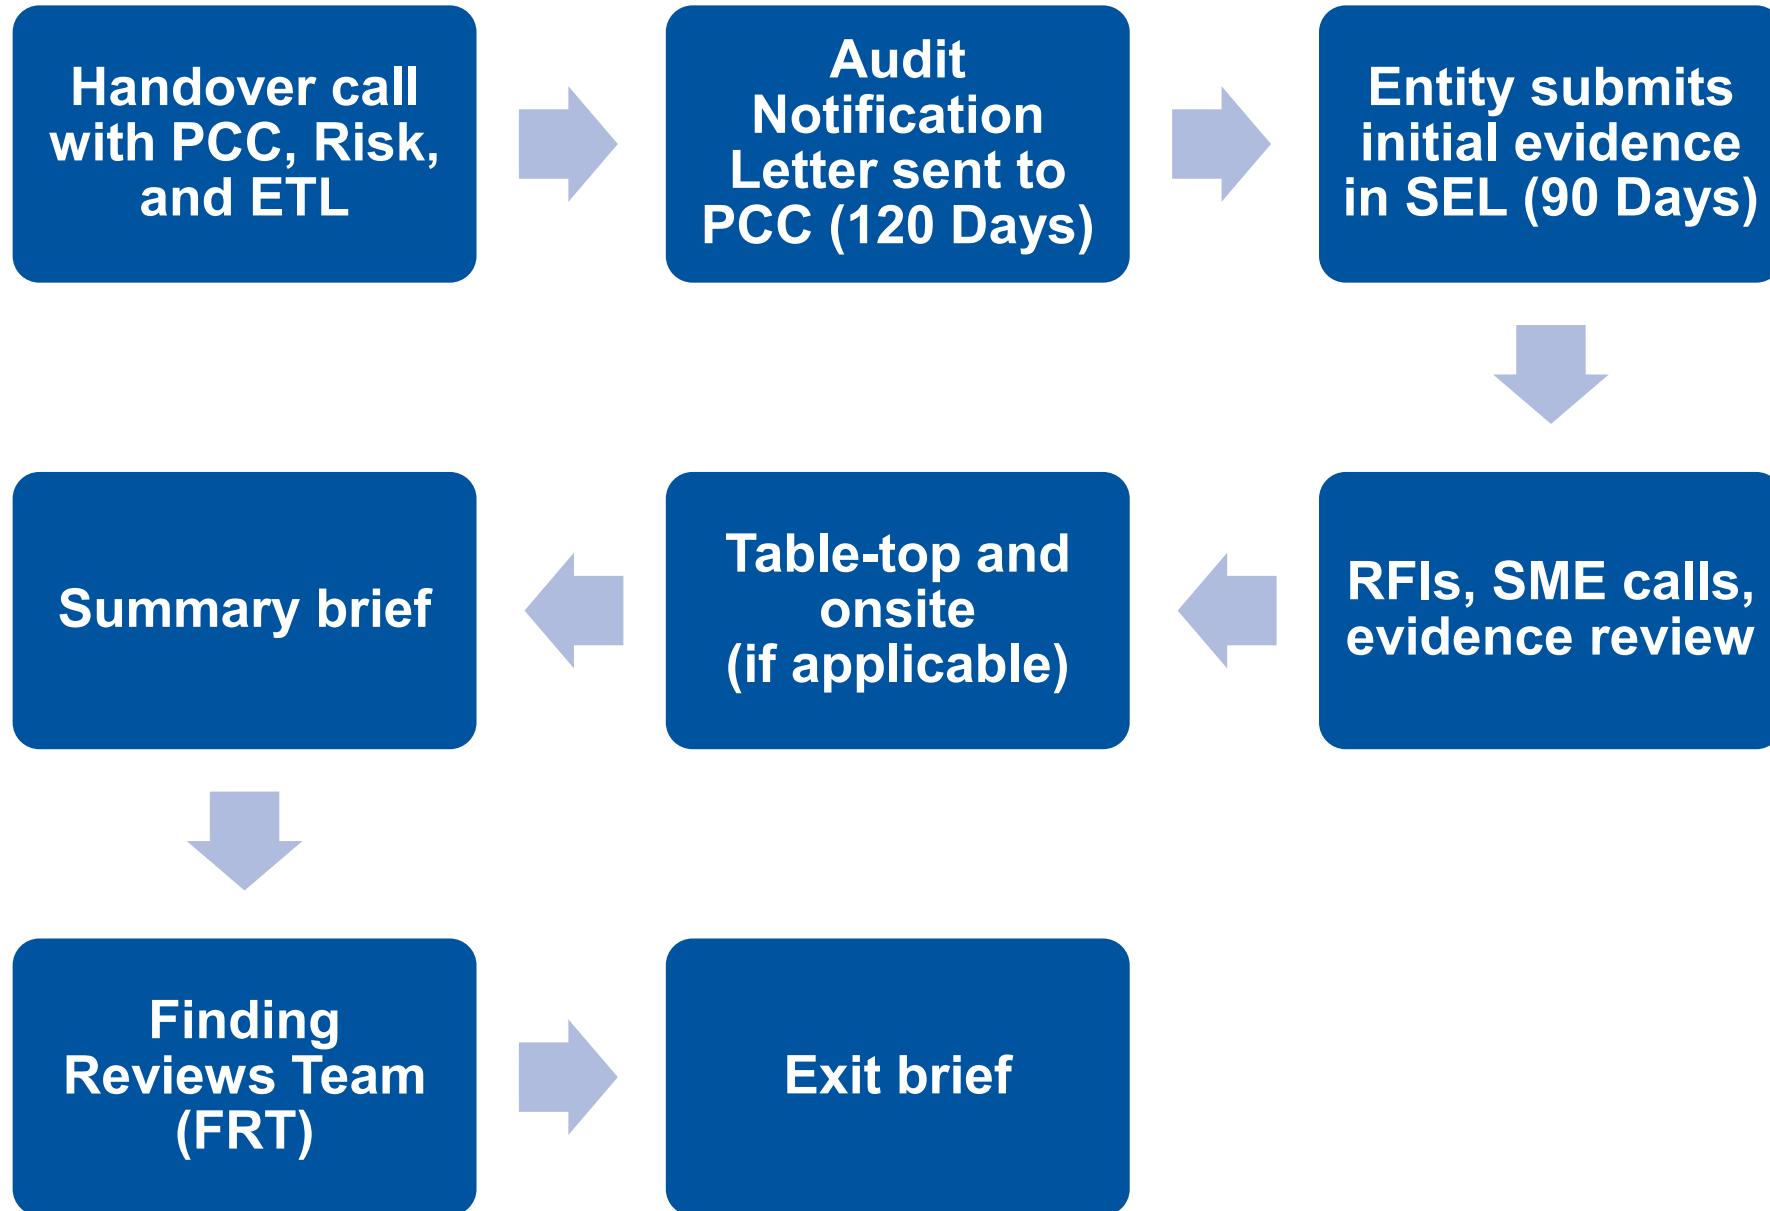 Handover call
with PCC, Risk,
and ETL
Audit
Notification
Letter sent to
PCC (120 Days)
Entity submits
initial evidence
in SEL (90 Days)
RFIs, SME calls,
evidence review
Table-top and
onsite
(if applicable)
Summary brief
Finding
Reviews Team
(FRT)
Exit brief